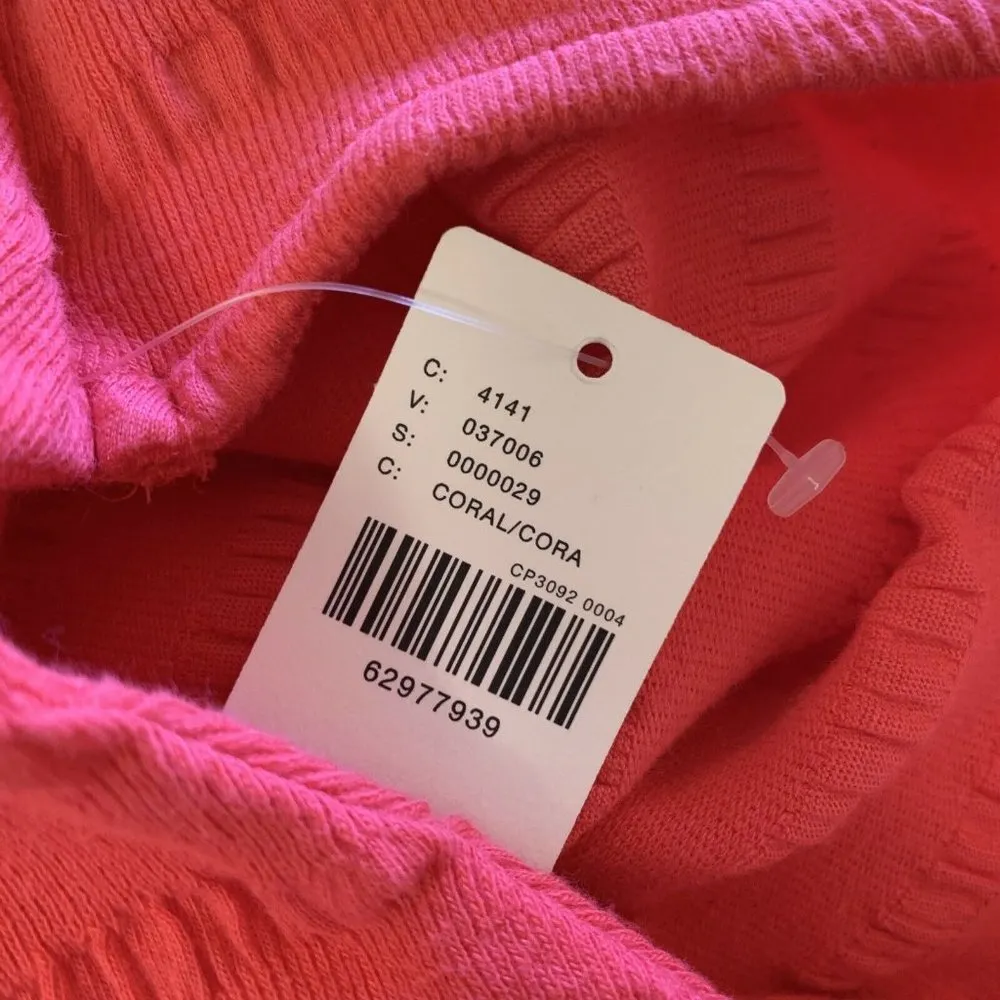 C: 4141
V: 037006
S: 0000029
C: CORAL/CORA
CP3092 0004
62977939